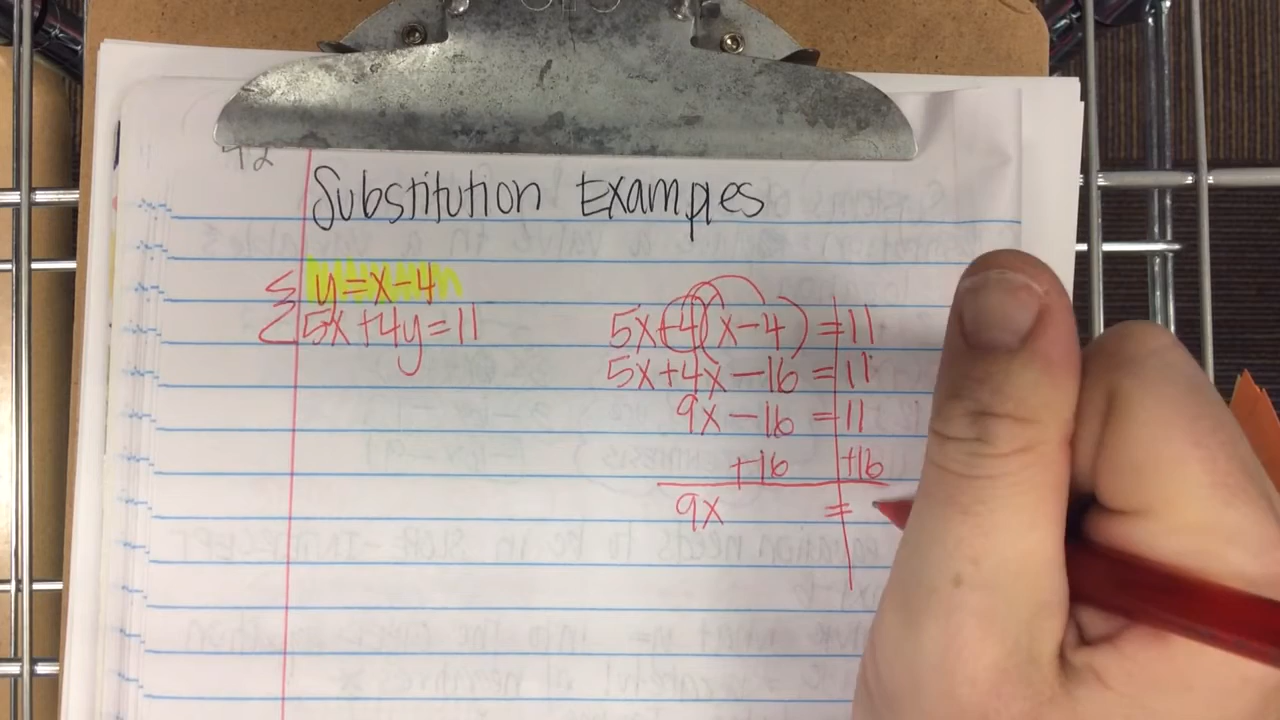 Substitution Examples
y=x-4
5x+4y=11
5x+4(x-4)=11
5x+4x-16=11
9x-16=11
+16 +16
9x =